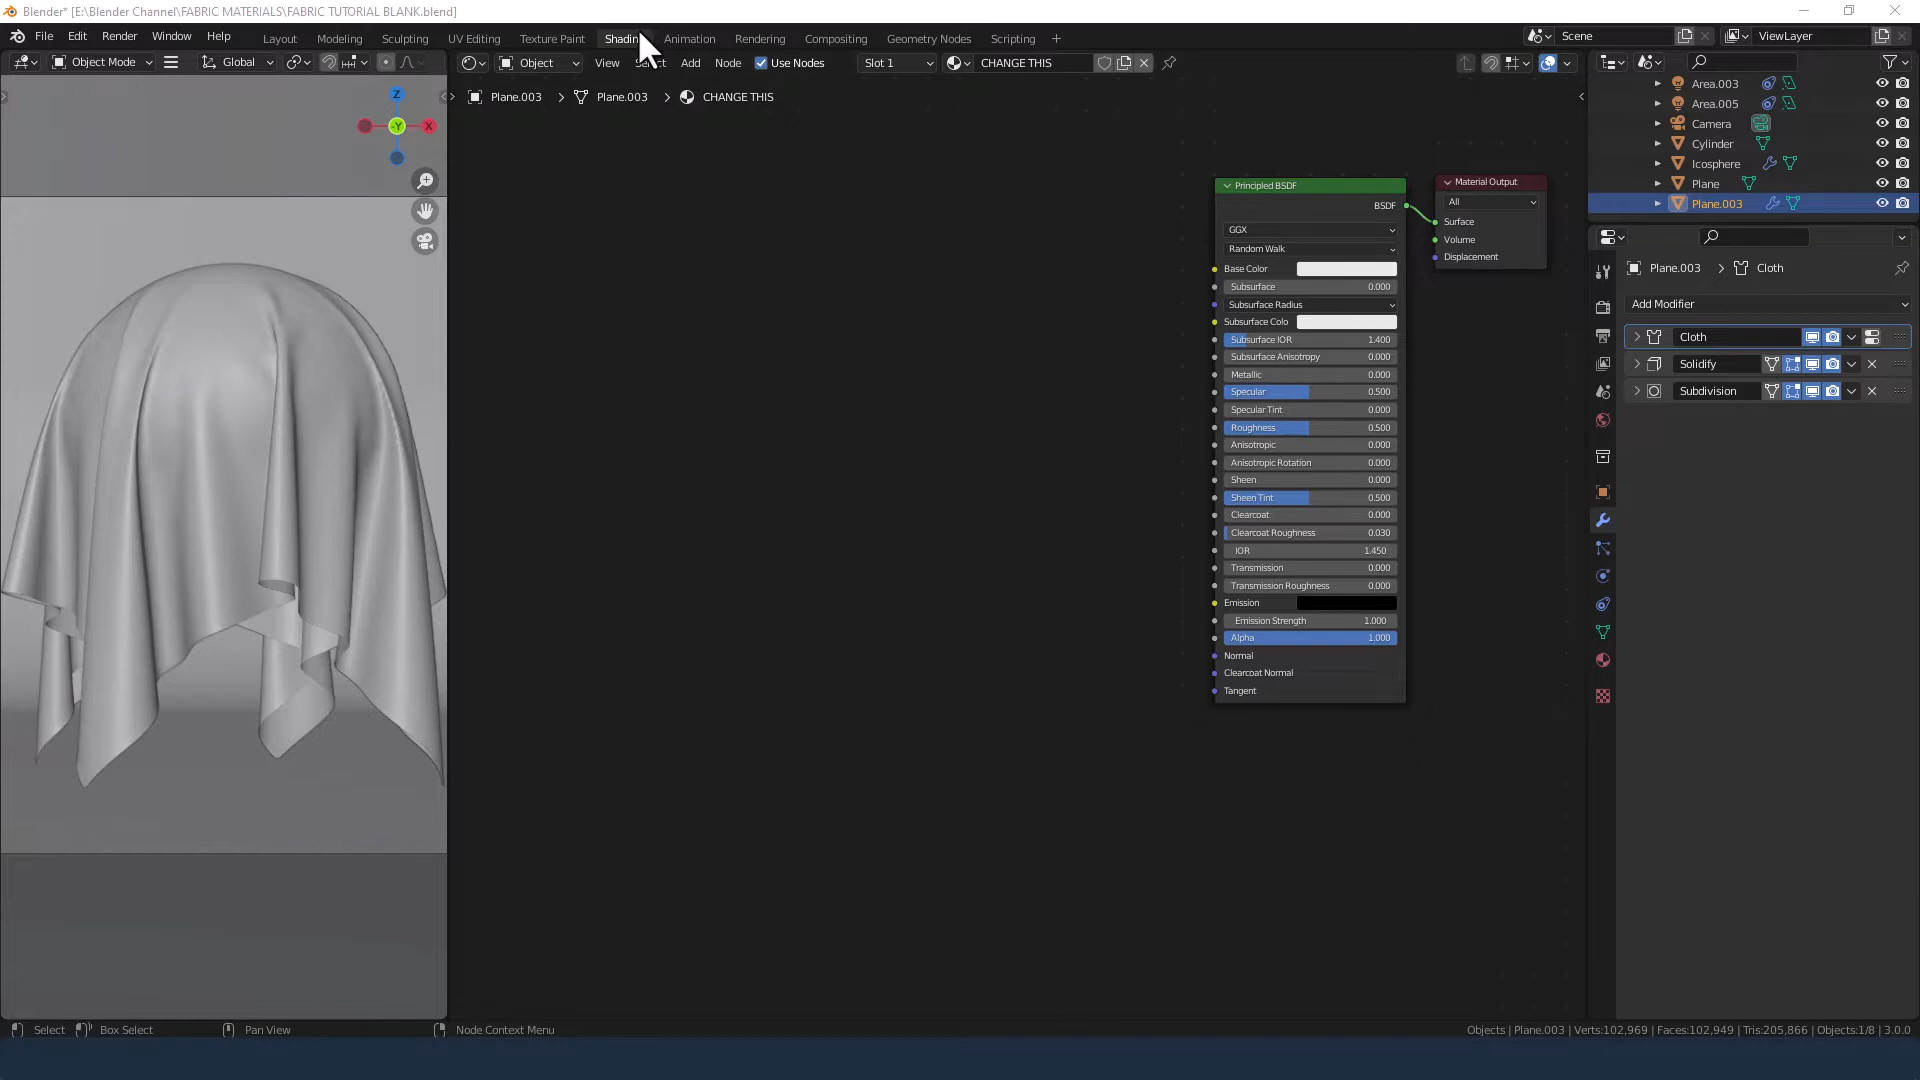 Blender* [E:\Blender Channel\FABRIC MATERIALS\FABRIC TUTORIAL BLANK.blend]
File Edit Render Window Help Layout Modeling Sculpting UV Editing Texture Paint Shading Animation Rendering Compositing Geometry Nodes Scripting + Scene ViewLayer
Object Mode Global Object View Select Add Node Use Nodes Slot 1 CHANGE THIS
Plane.003 > Plane.003 > CHANGE THIS
Z
-Y
X
Principled BSDF
BSDF
GGX
Random Walk
Base Color
Subsurface 0.000
Subsurface Radius
Subsurface Colo
Subsurface IOR 1.400
Subsurface Anisotropy 0.000
Metallic 0.000
Specular 0.500
Specular Tint 0.000
Roughness 0.500
Anisotropic 0.000
Anisotropic Rotation 0.000
Sheen 0.000
Sheen Tint 0.500
Clearcoat 0.000
Clearcoat Roughness 0.030
IOR 1.450
Transmission 0.000
Transmission Roughness 0.000
Emission
Emission Strength 1.000
Alpha 1.000
Normal
Clearcoat Normal
Tangent
Material Output
All
Surface
Volume
Displacement
Area.003
Area.005
Camera
Cylinder
Icosphere
Plane
Plane.003
Plane.003 > Cloth
Add Modifier
Cloth
Solidify
Subdivision
Select Box Select Pan View Node Context Menu Objects | Plane.003 | Verts:102,969 | Faces:102,949 | Tris:205,866 | Objects:1/8 | 3.0.0